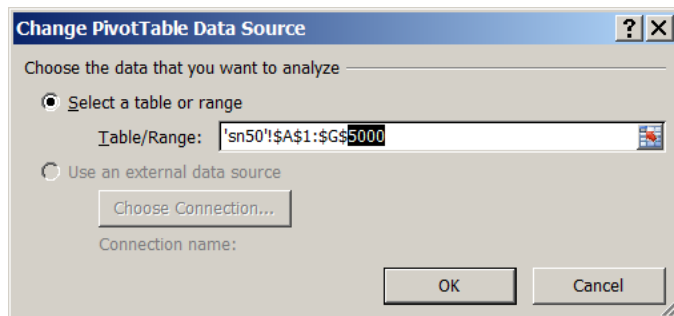 Change PivotTable Data Source
Choose the data that you want to analyze
Select a table or range
Table/Range: 'sn50'!$A$1:$G$5000
Use an external data source
Choose Connection...
Connection name:
OK Cancel